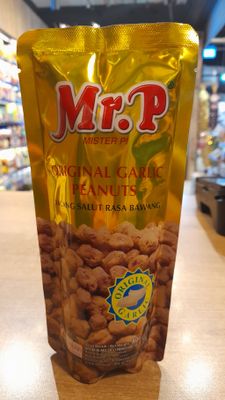 Mr.P
MISTER P
ORIGINAL GARLIC
PEANUTS
KACANG SALUT RASA BAWANG
ORIGINAL
GARLIC